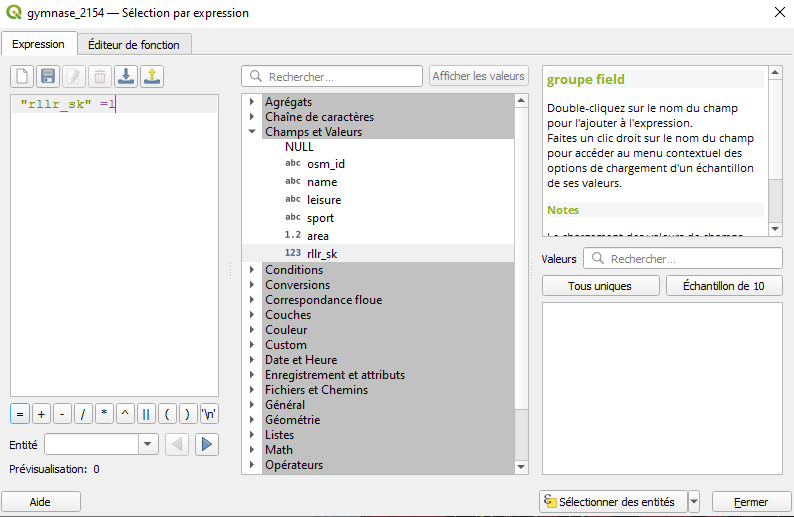 gymnase_2154 — Sélection par expression
Expression
Éditeur de fonction
"rllr_sk" =1
= + - / * ^ || ( ) '\n'
Entité
Prévisualisation: 0
Rechercher...
Afficher les valeurs
Agrégats
Chaîne de caractères
Champs et Valeurs
NULL
abc osm_id
abc name
abc leisure
abc sport
1.2 area
123 rllr_sk
Conditions
Conversions
Correspondance floue
Couches
Couleur
Custom
Date et Heure
Enregistrement et attributs
Fichiers et Chemins
Général
Géométrie
Listes
Math
Opérateurs
groupe field
Double-cliquez sur le nom du champ
pour l'ajouter à l'expression.
Faites un clic droit sur le nom du champ
pour accéder au menu contextuel des
options de chargement d'un échantillon
de ses valeurs.
Notes
Valeurs
Rechercher...
Tous uniques
Échantillon de 10
Aide
Sélectionner des entités
Fermer